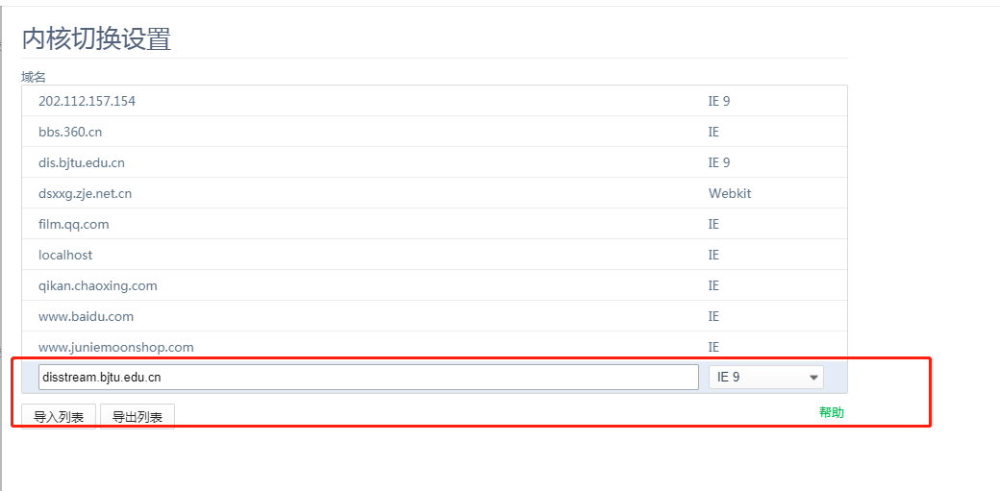 内核切换设置
域名
202.112.157.154 IE 9
bbs.360.cn IE
dis.bjtu.edu.cn IE 9
dsxxg.zje.net.cn Webkit
film.qq.com IE
localhost IE
qikan.chaoxing.com IE
www.baidu.com IE
www.juniemoonshop.com IE
disstream.bjtu.edu.cn IE 9
导入列表 导出列表 帮助